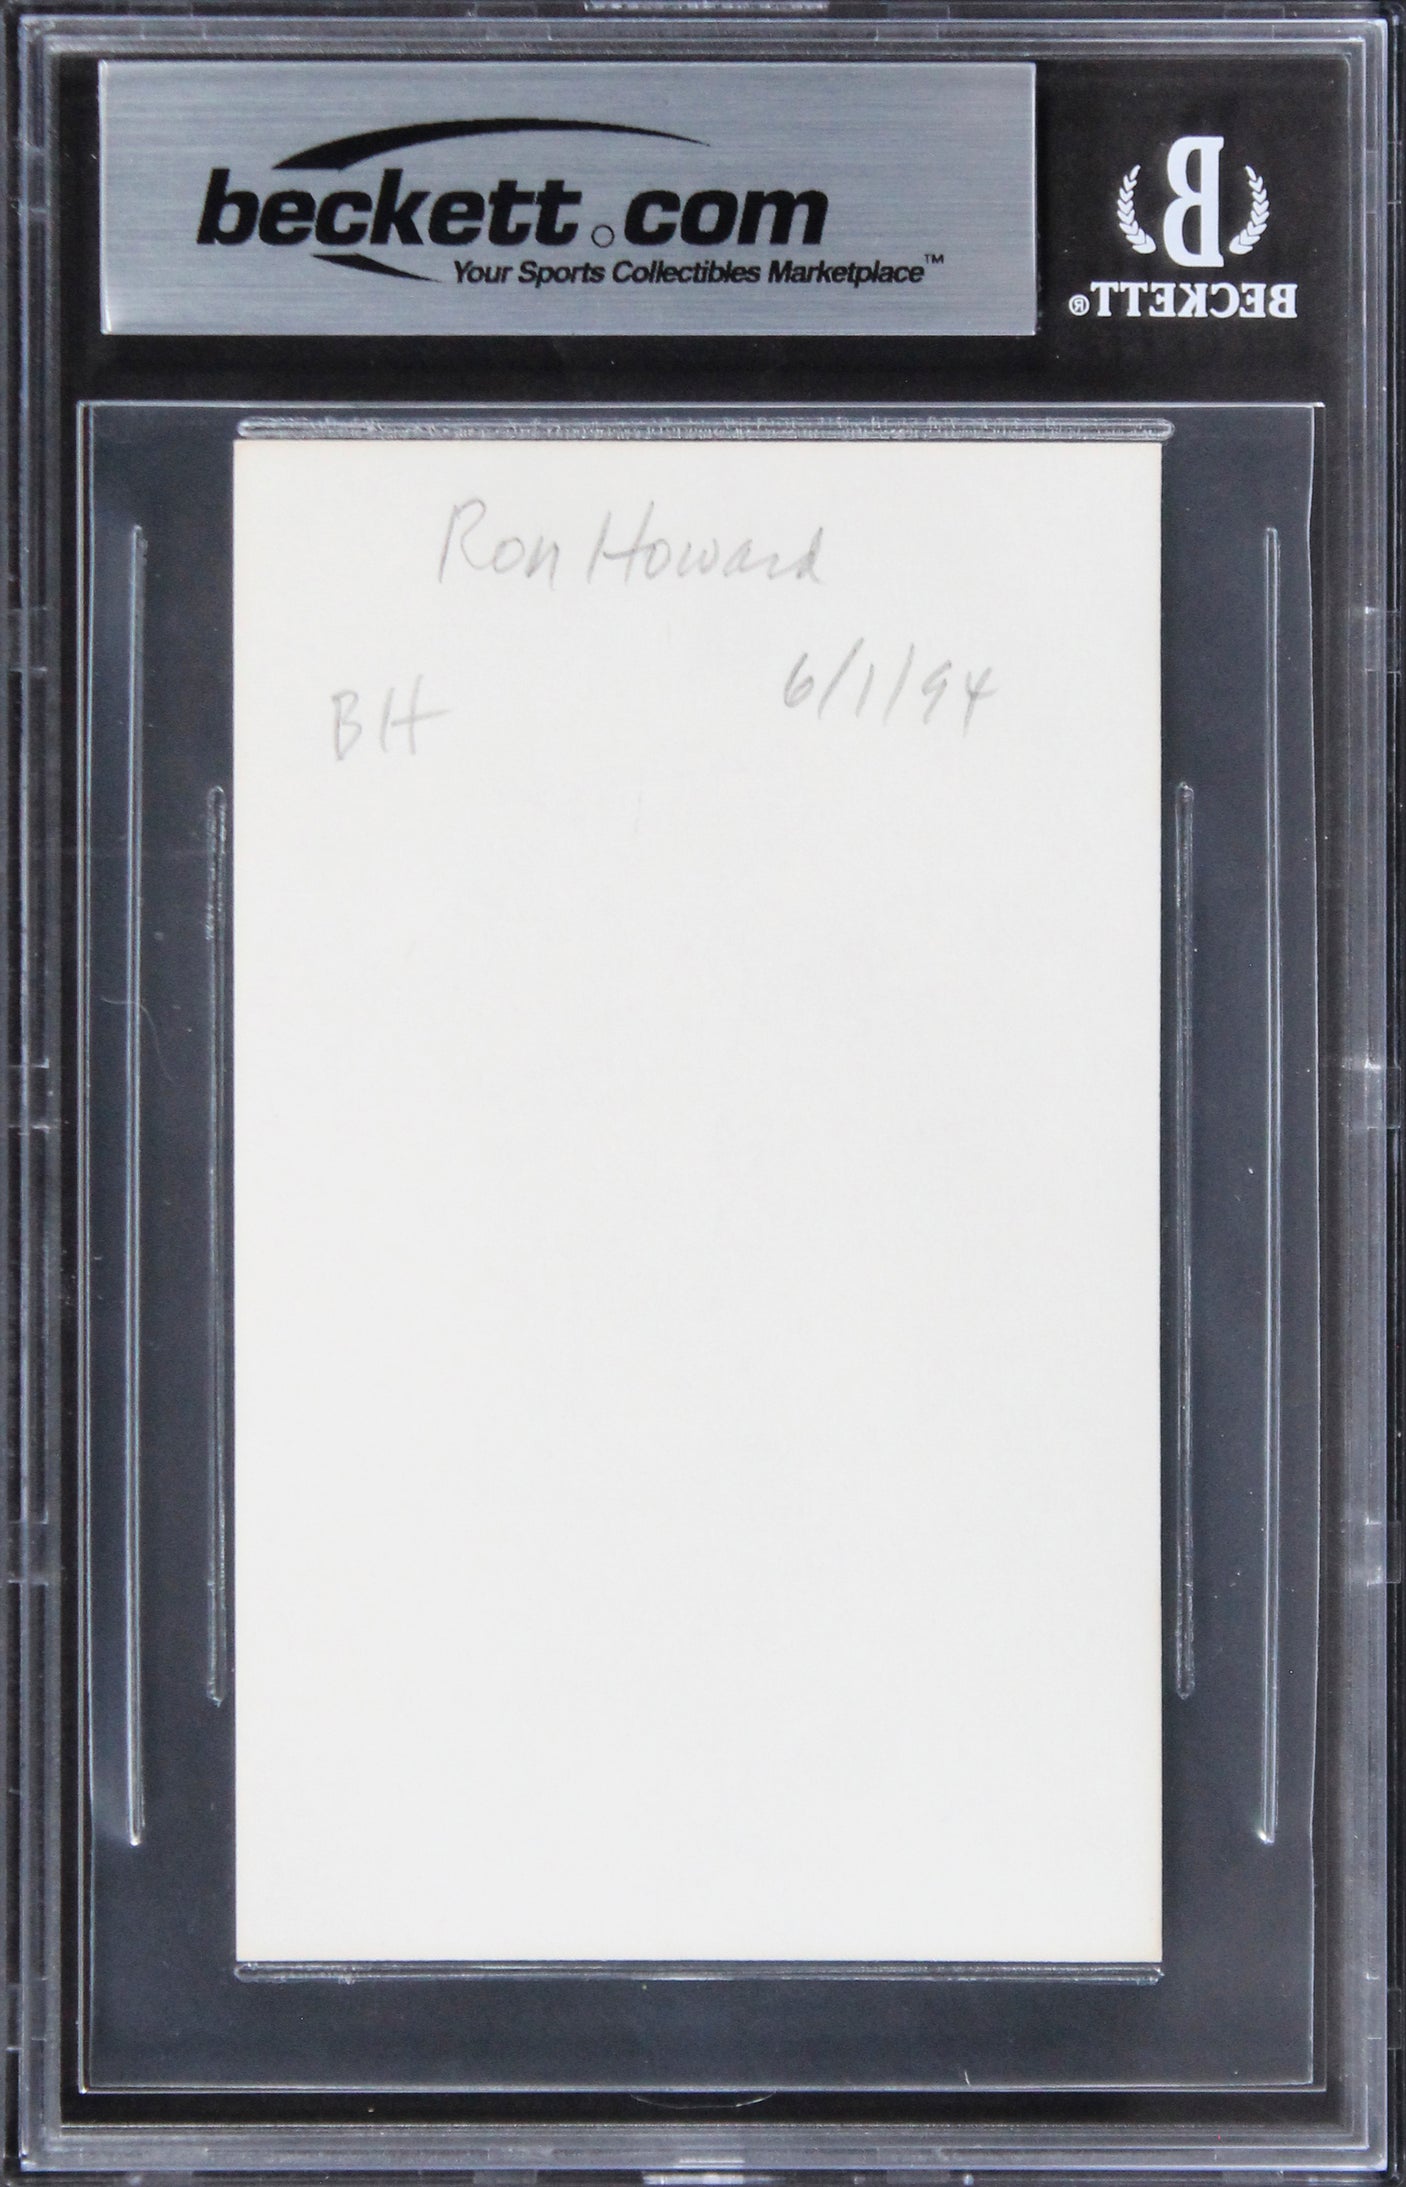 beckett.com
Your Sports Collectibles Marketplace™
B
BECKETT®
Ron Howard
6/1/94
BH